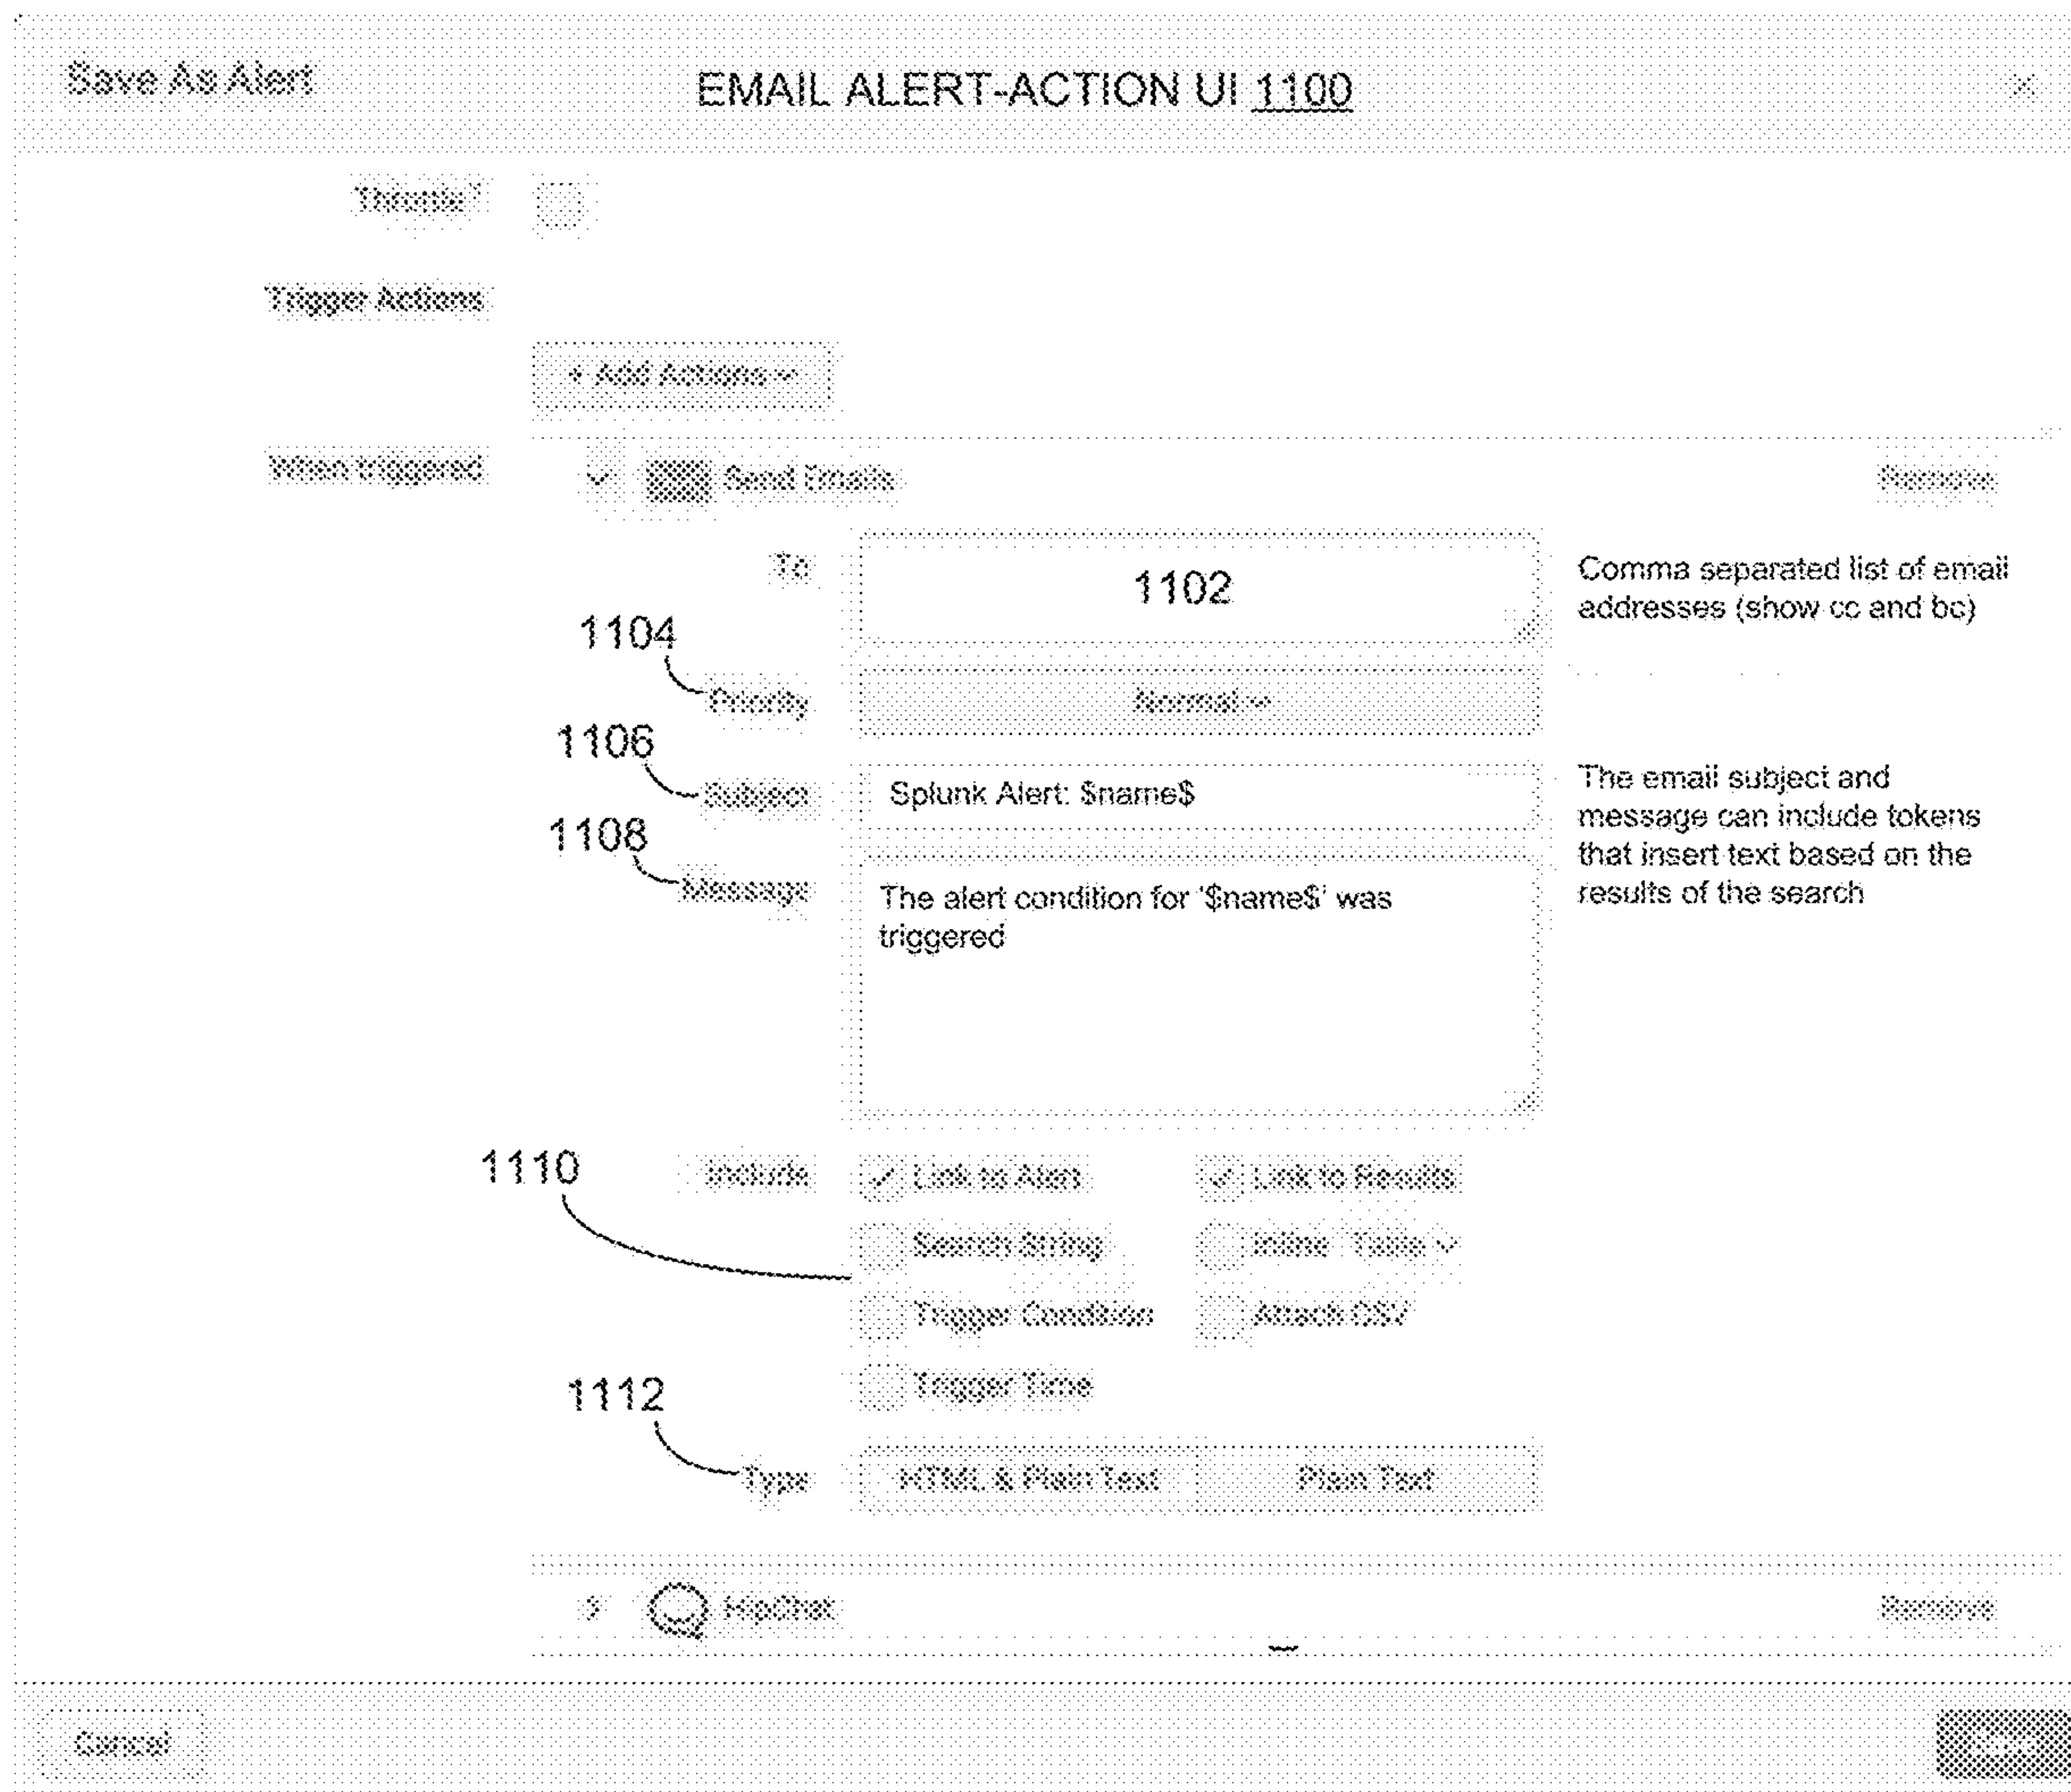 Save As Alert
EMAIL ALERT-ACTION UI 1100
×
Throttle ?
Trigger Actions
+ Add Actions
When triggered
Send Emails
Remove
To
1102
Comma separated list of email
addresses (show cc and bc)
1104
Priority
Normal
1106
Subject
Splunk Alert: $name$
The email subject and
message can include tokens
that insert text based on the
results of the search
1108
Message
The alert condition for '$name$' was
triggered
1110
Include
Link to Alert
Link to Results
Search String
Inline Table
Trigger Condition
Attach CSV
Trigger Time
1112
Type
HTML & Plain Text
Plain Text
HipChat
Remove
Cancel